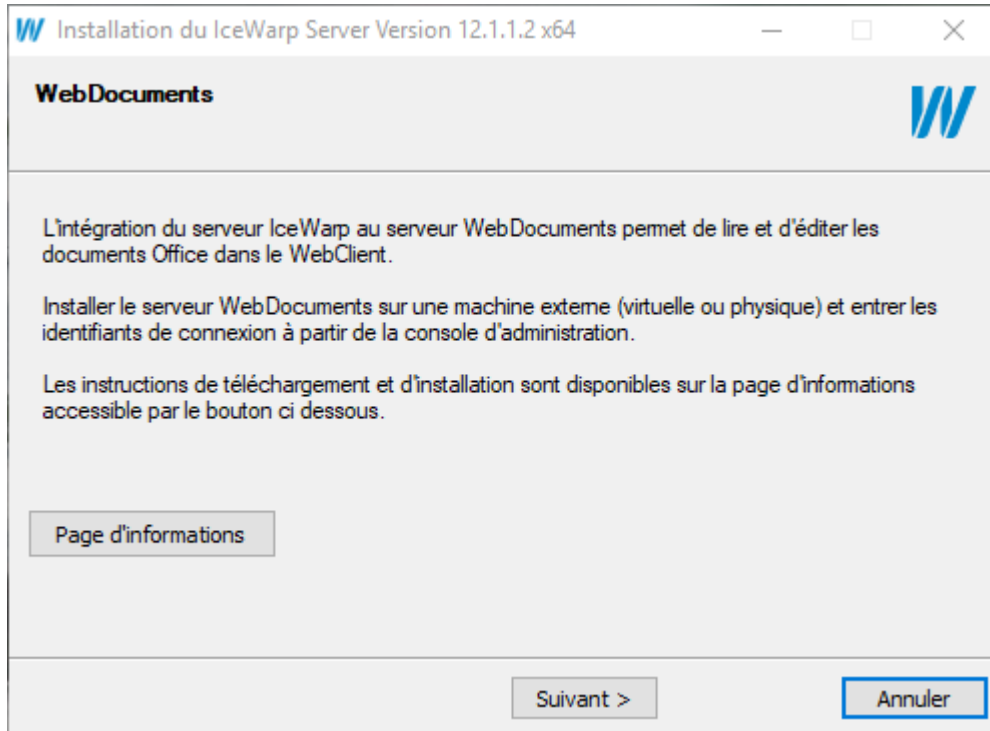 Installation du IceWarp Server Version 12.1.1.2 x64
WebDocuments
L'intégration du serveur IceWarp au serveur WebDocuments permet de lire et d'éditer les
documents Office dans le WebClient.
Installer le serveur WebDocuments sur une machine externe (virtuelle ou physique) et entrer les
identifiants de connexion à partir de la console d'administration.
Les instructions de téléchargement et d'installation sont disponibles sur la page d'informations
accessible par le bouton ci dessous.
Page d'informations
Suivant >
Annuler